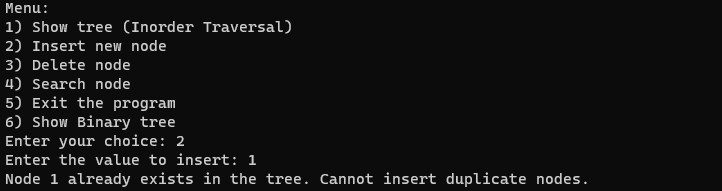 Menu:
1) Show tree (Inorder Traversal)
2) Insert new node
3) Delete node
4) Search node
5) Exit the program
6) Show Binary tree
Enter your choice: 2
Enter the value to insert: 1
Node 1 already exists in the tree. Cannot insert duplicate nodes.